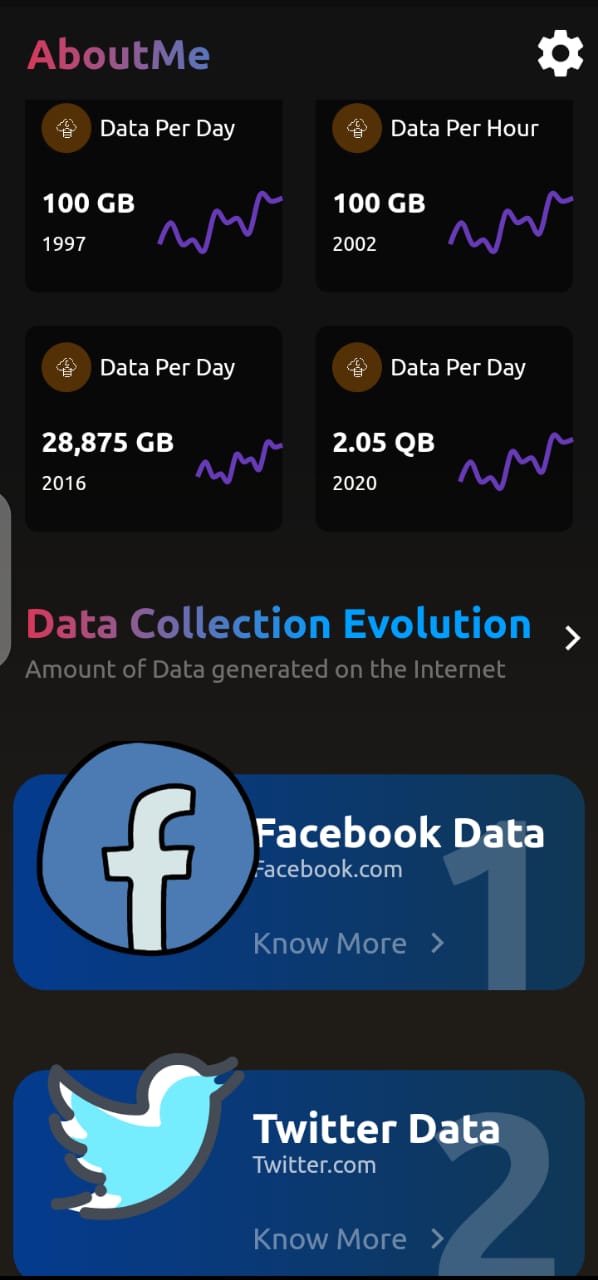 AboutMe
Data Per Day
Data Per Hour
100 GB
100 GB
1997
2002
Data Per Day
Data Per Day
28,875 GB
2.05 QB
2016
2020
Data Collection Evolution
Amount of Data generated on the Internet
Facebook Data
Facebook.com
Know More
1
Twitter Data
Twitter.com
Know More
2